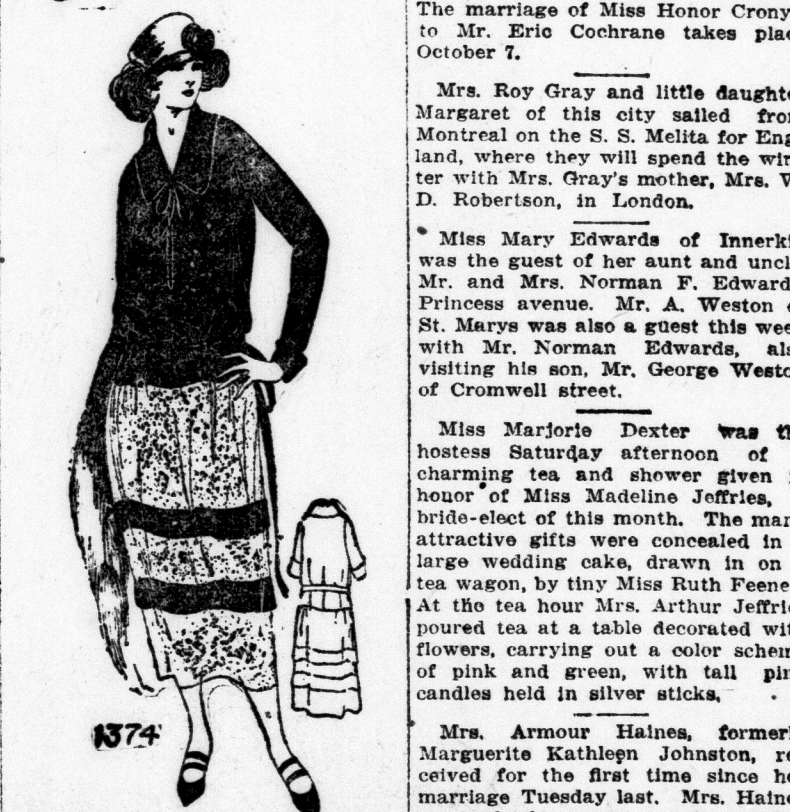 1374
The marriage of Miss Honor Crony
to Mr. Eric Cochrane takes plac
October 7.
Mrs. Roy Gray and little daught
Margaret of this city sailed fro
Montreal on the S. S. Melita for Eng
land, where they will spend the win
ter with Mrs. Gray's mother, Mrs. W
D. Robertson, in London.
Miss Mary Edwards of Innerki
was the guest of her aunt and uncl
Mr. and Mrs. Norman F. Edward
Princess avenue. Mr. A. Weston
St. Marys was also a guest this wee
with Mr. Norman Edwards, als
visiting his son, Mr. George Westo
of Cromwell street.
Miss Marjorie Dexter was th
hostess Saturday afternoon of
charming tea and shower given
honor of Miss Madeline Jeffries,
bride-elect of this month. The man
attractive gifts were concealed in
large wedding cake, drawn in on
tea wagon, by tiny Miss Ruth Feene
At the tea hour Mrs. Arthur Jeffrie
poured tea at a table decorated wit
flowers, carrying out a color schem
of pink and green, with tall pin
candles held in silver sticks.
Mrs. Armour Haines, former
Marguerite Kathleen Johnston, re
ceived for the first time since he
marriage Tuesday last. Mrs. Haine